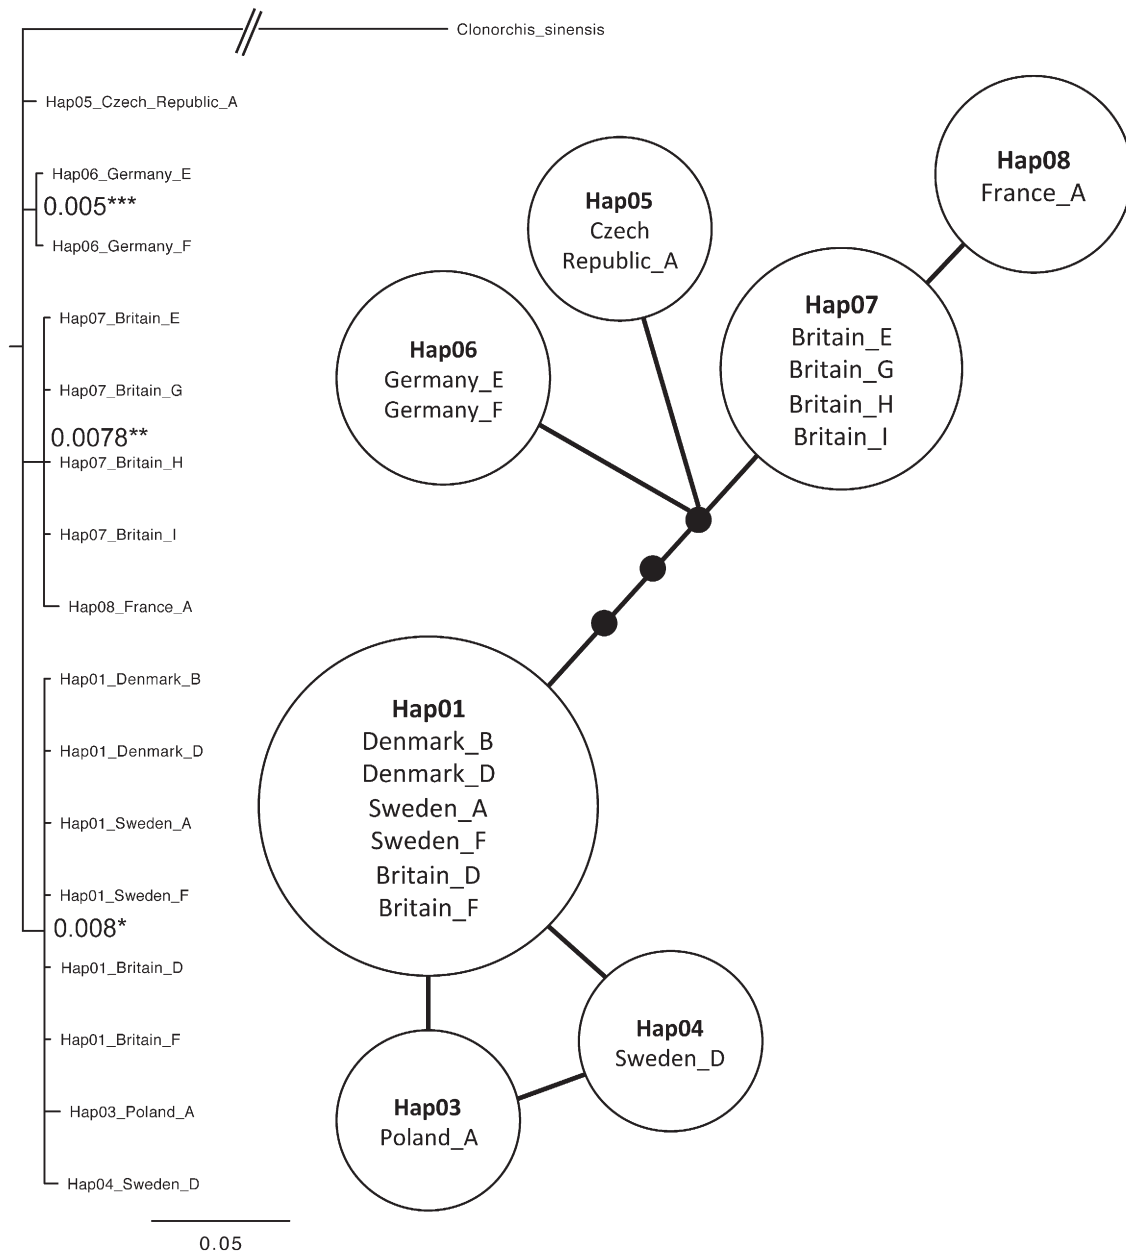 Clonorchis_sinensis
Hap05_Czech_Republic_A
Hap06_Germany_E
0.005***
Hap06_Germany_F
Hap07_Britain_E
Hap07_Britain_G
0.0078**
Hap07_Britain_H
Hap07_Britain_I
Hap08_France_A
Hap01_Denmark_B
Hap01_Denmark_D
Hap01_Sweden_A
Hap01_Sweden_F
0.008*
Hap01_Britain_D
Hap01_Britain_F
Hap03_Poland_A
Hap04_Sweden_D
0.05
Hap08
France_A
Hap05
Czech
Republic_A
Hap07
Britain_E
Britain_G
Britain_H
Britain_I
Hap06
Germany_E
Germany_F
Hap01
Denmark_B
Denmark_D
Sweden_A
Sweden_F
Britain_D
Britain_F
Hap04
Sweden_D
Hap03
Poland_A